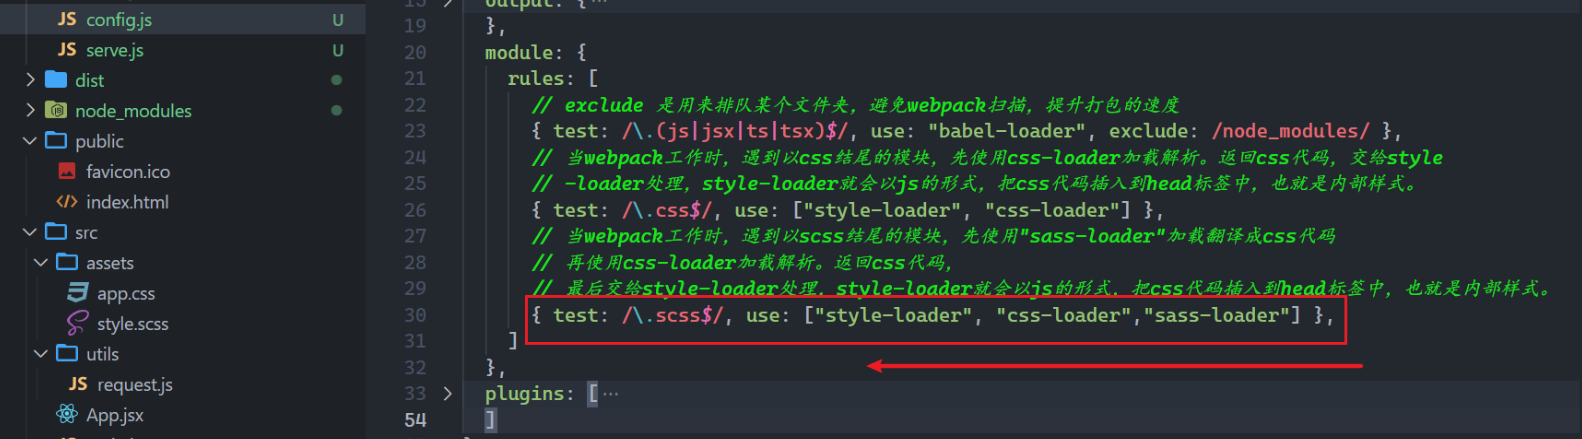 JS config.js U
JS serve.js U
dist
node_modules
public
favicon.ico
index.html
src
assets
app.css
style.scss
utils
JS request.js
App.jsx
18 output: {…
19 },
20 module: {
21 rules: [
22 // exclude 是用来排队某个文件夹，避免webpack扫描，提升打包的速度
23 { test: /\.(js|jsx|ts|tsx)$/, use: "babel-loader", exclude: /node_modules/ },
24 // 当webpack工作时，遇到以css结尾的模块，先使用css-loader加载解析。返回css代码，交给style
25 // -loader处理，style-loader就会以js的形式，把css代码插入到head标签中，也就是内部样式。
26 { test: /\.css$/, use: ["style-loader", "css-loader"] },
27 // 当webpack工作时，遇到以scss结尾的模块，先使用"sass-loader"加载翻译成css代码
28 // 再使用css-loader加载解析。返回css代码，
29 // 最后交给style-loader处理，style-loader就会以js的形式，把css代码插入到head标签中，也就是内部样式。
30 { test: /\.scss$/, use: ["style-loader", "css-loader","sass-loader"] },
31 ]
32 },
33 plugins: […
54 ]